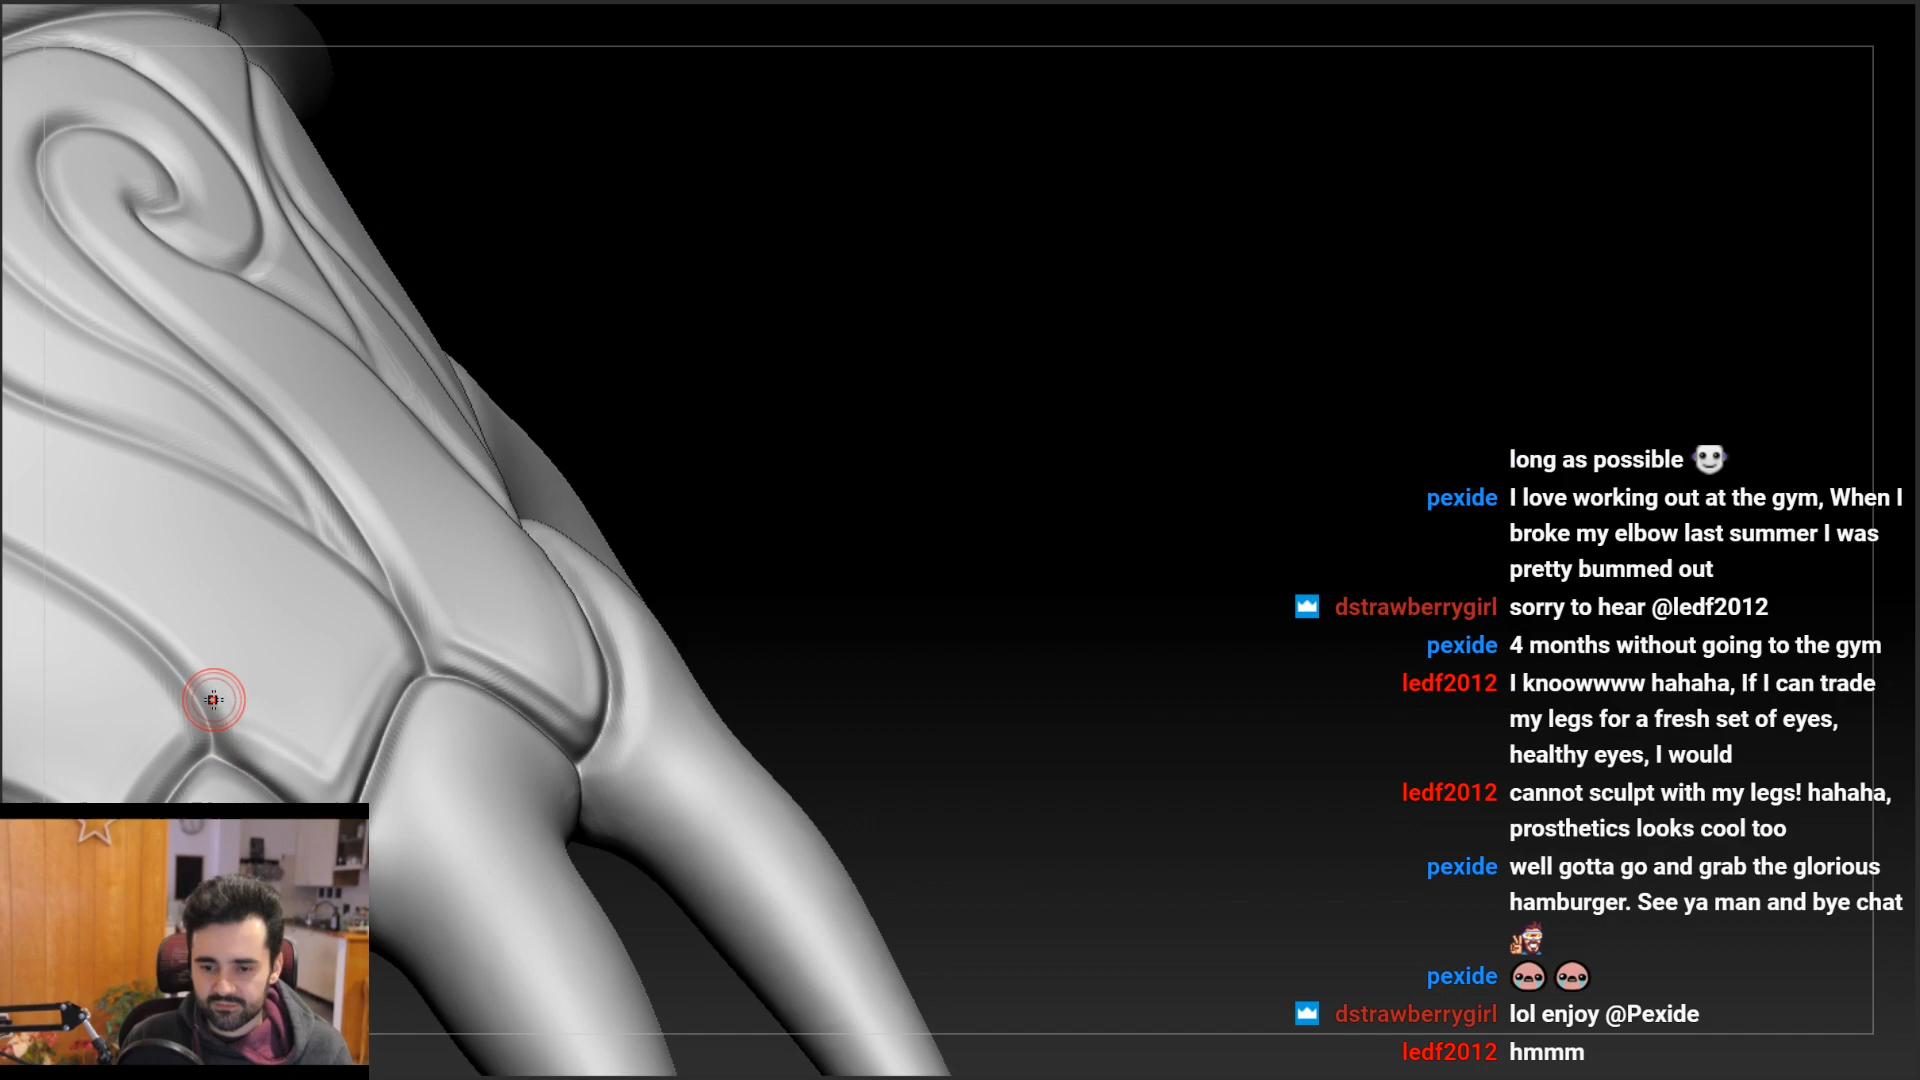 long as possible
pexide I love working out at the gym, When I
broke my elbow last summer I was
pretty bummed out
dstrawberrygirl sorry to hear @ledf2012
pexide 4 months without going to the gym
ledf2012 I knoowwww hahaha, If I can trade
my legs for a fresh set of eyes,
healthy eyes, I would
ledf2012 cannot sculpt with my legs! hahaha,
prosthetics looks cool too
pexide well gotta go and grab the glorious
hamburger. See ya man and bye chat
pexide
dstrawberrygirl lol enjoy @Pexide
ledf2012 hmmm